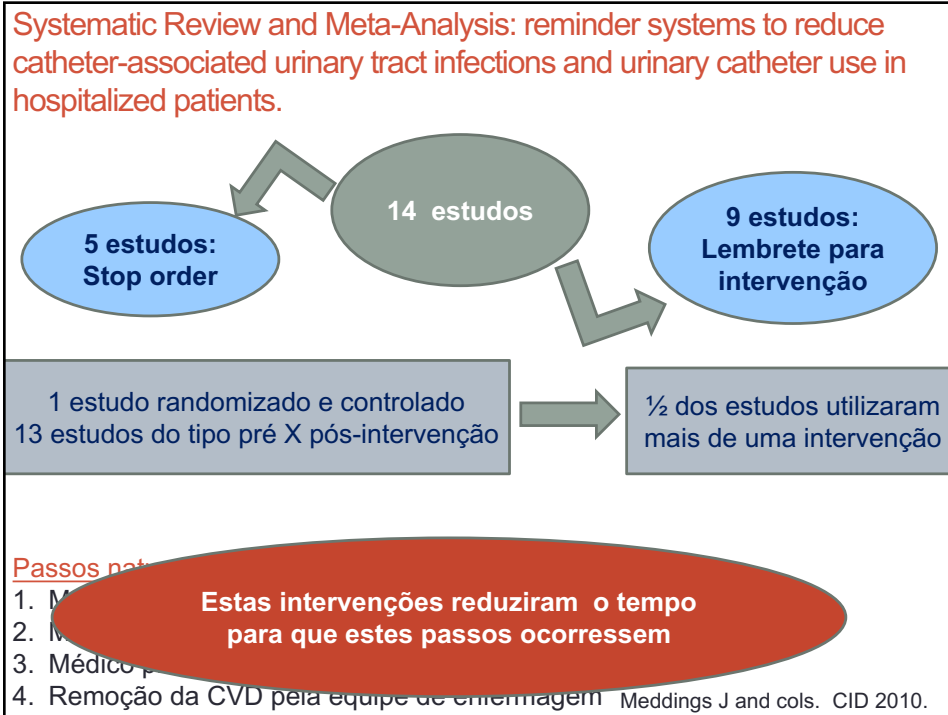 Systematic Review and Meta-Analysis: reminder systems to reduce
catheter-associated urinary tract infections and urinary catheter use in
hospitalized patients.
14 estudos
5 estudos:
Stop order
9 estudos:
Lembrete para
intervenção
1 estudo randomizado e controlado
13 estudos do tipo pré X pós-intervenção
½ dos estudos utilizaram
mais de uma intervenção
Passos
1.
2.
3. Médico
Estas intervenções reduziram o tempo
para que estes passos ocorressem
4. Remoção da CVD pela equipe de enfermagem
Meddings J and cols. CID 2010.